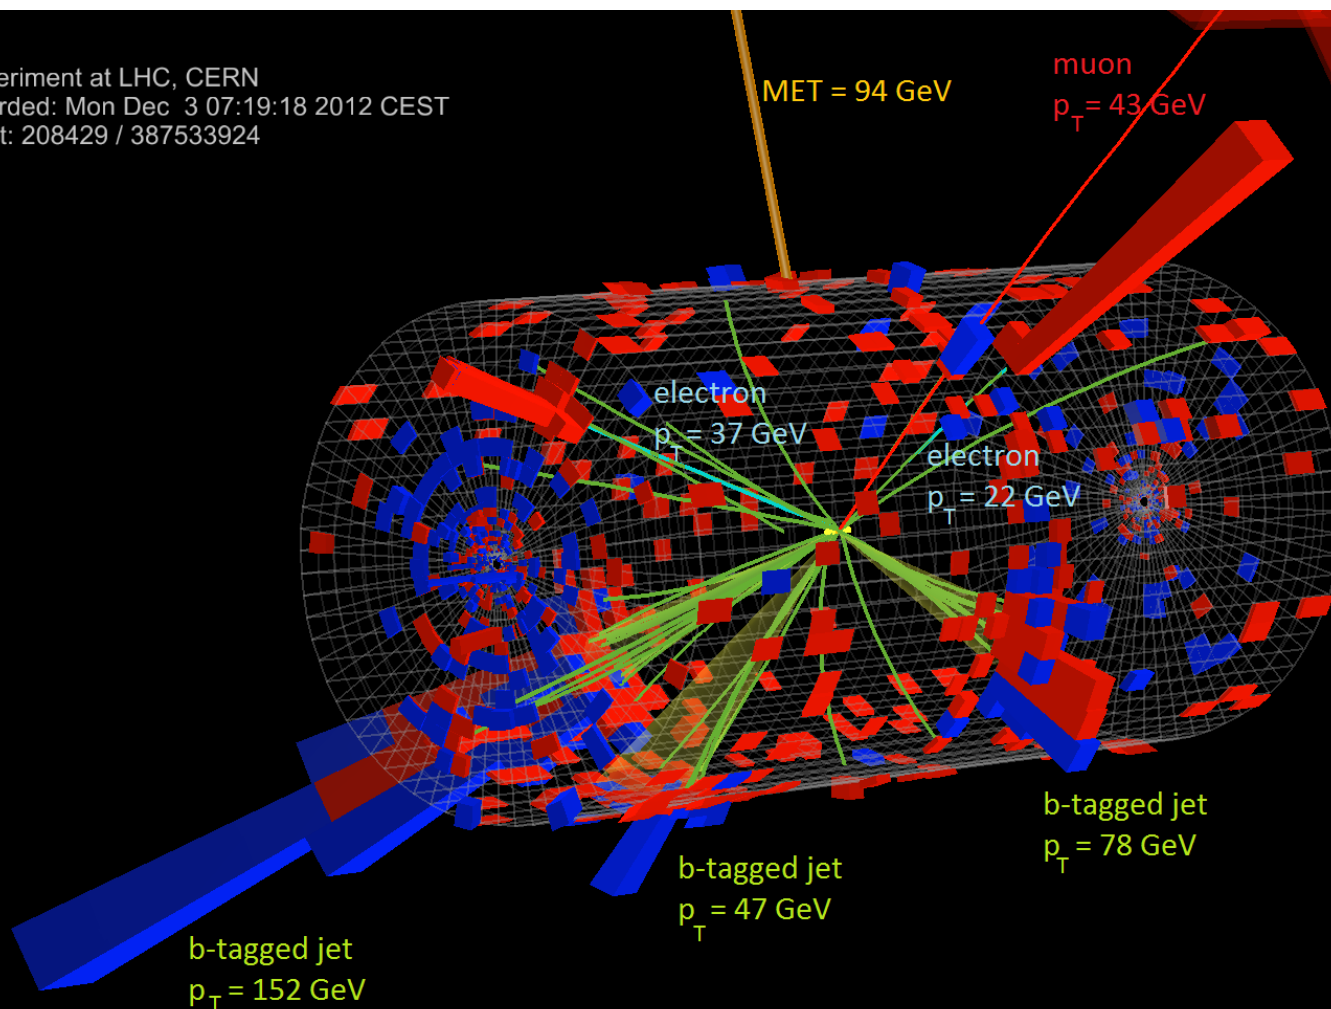 eriment at LHC, CERN
rded: Mon Dec 3 07:19:18 2012 CEST
t: 208429 / 387533924
MET = 94 GeV
muon
pT = 43 GeV
electron
pT = 37 GeV
electron
pT = 22 GeV
b-tagged jet
pT = 78 GeV
b-tagged jet
pT = 47 GeV
b-tagged jet
pT = 152 GeV